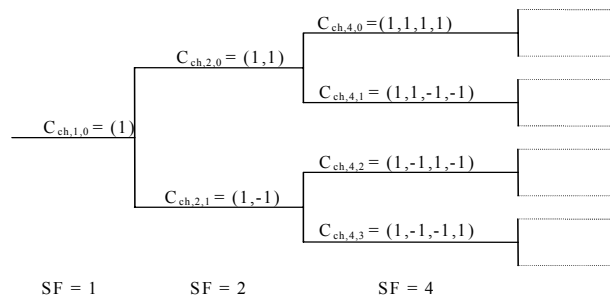 C ch,4,0 = (1,1,1,1)
C ch,2,0 = (1,1)
C ch,4,1 = (1,1,-1,-1)
C ch,1,0 = (1)
C ch,4,2 = (1,-1,1,-1)
C ch,2,1 = (1,-1)
C ch,4,3 = (1,-1,-1,1)
SF = 1 SF = 2 SF = 4